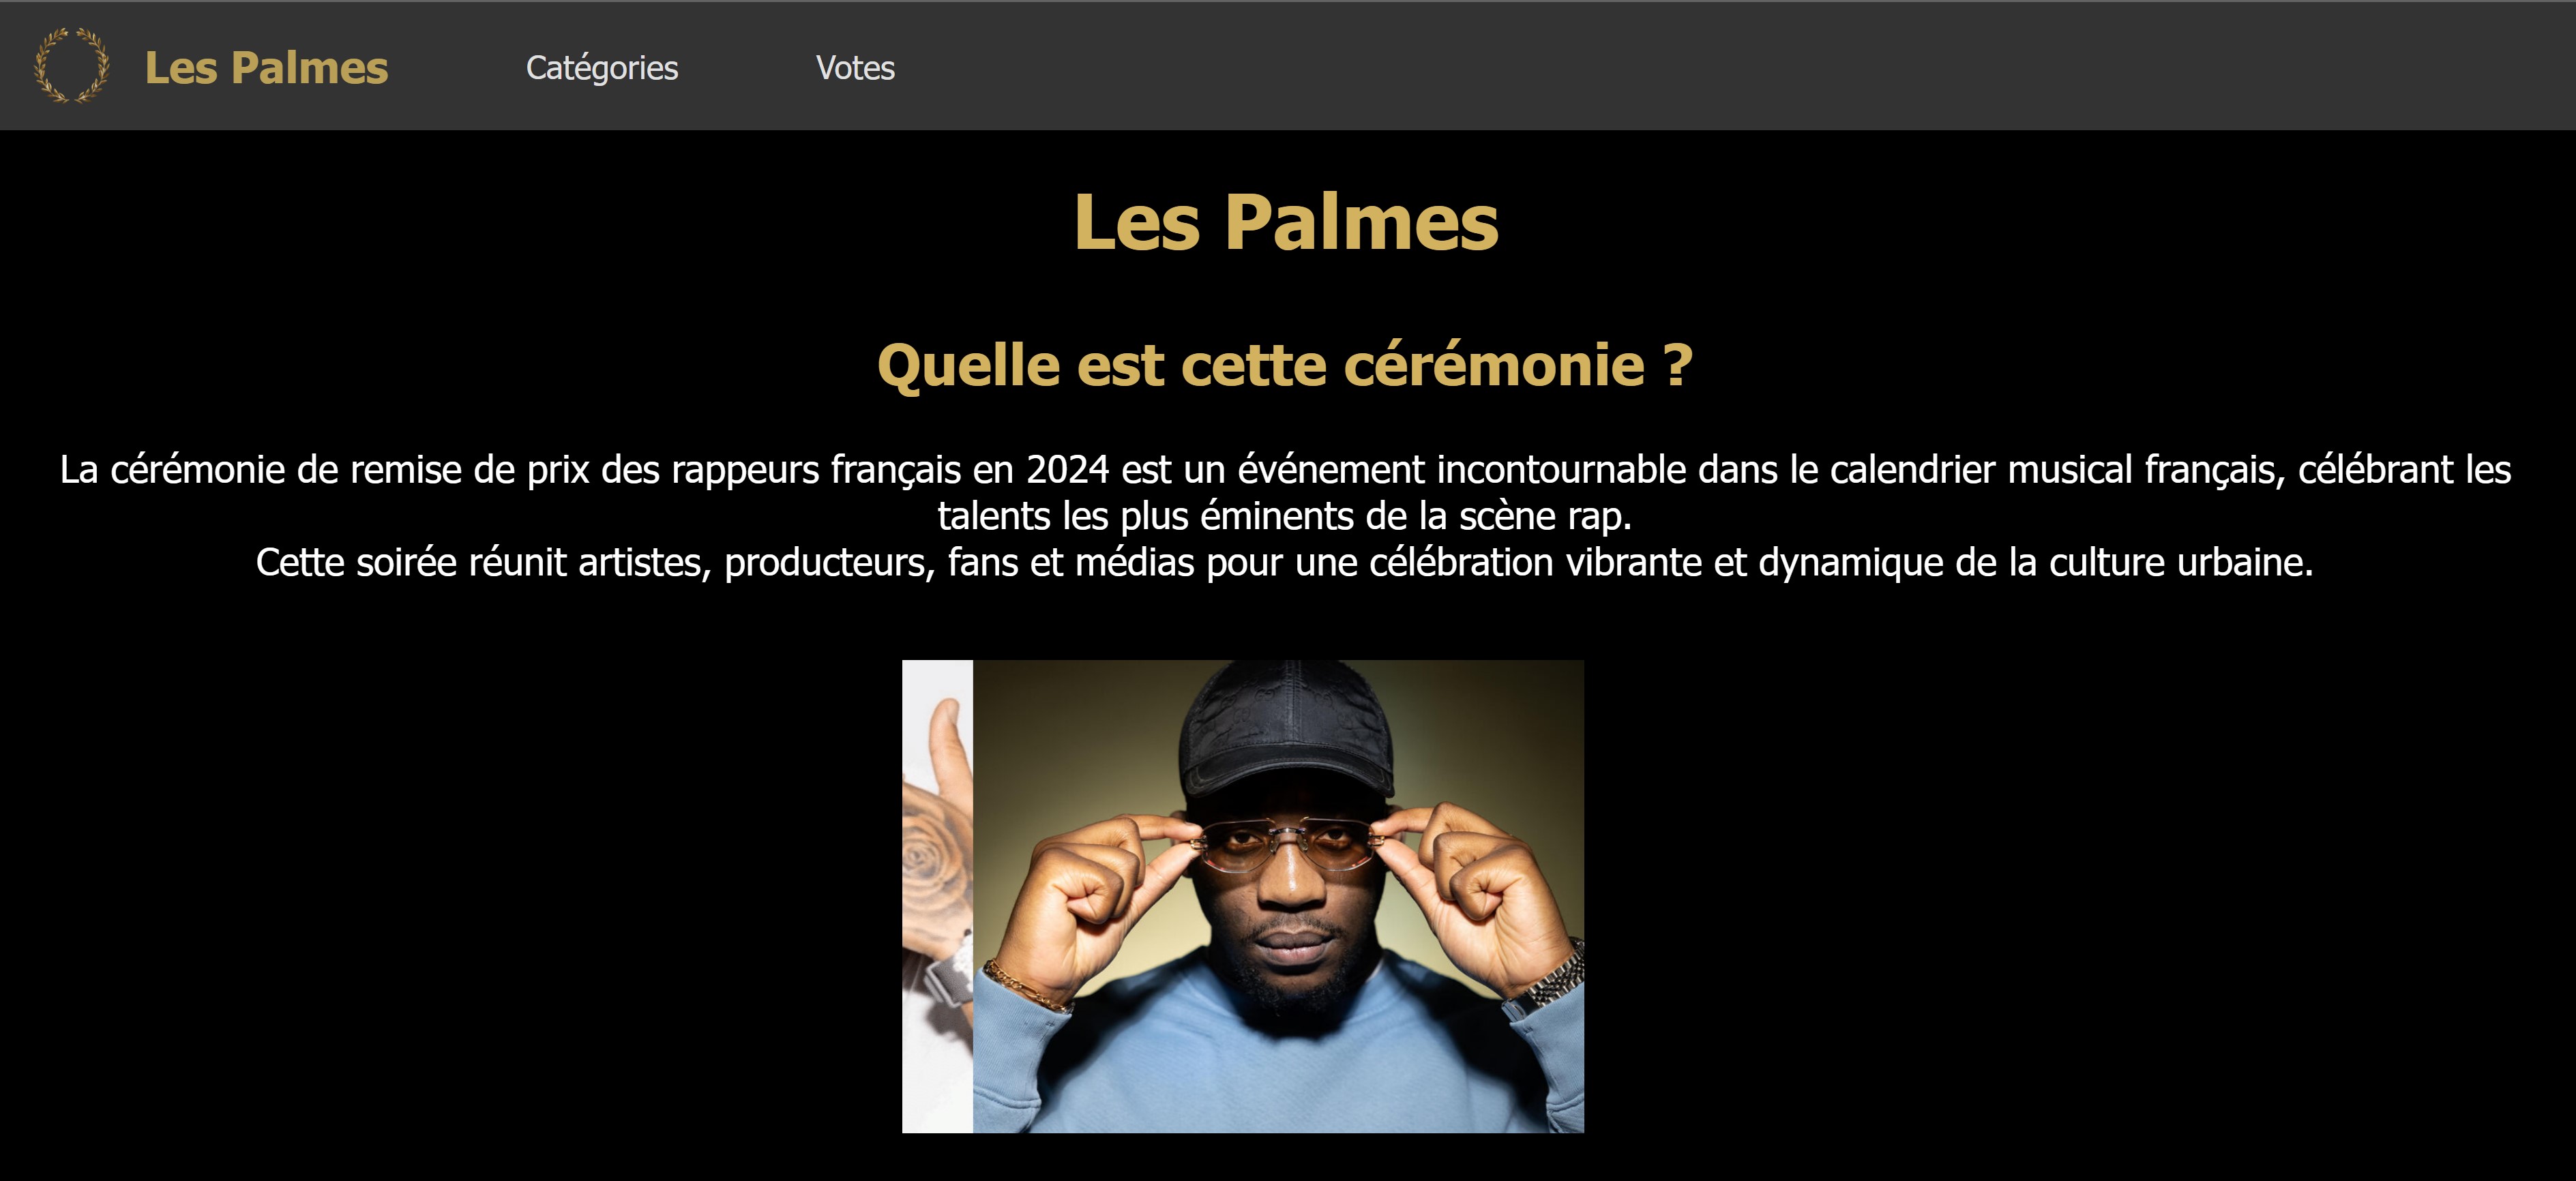 Les Palmes
Catégories
Votes
Les Palmes
Quelle est cette cérémonie ?
La cérémonie de remise de prix des rappeurs français en 2024 est un événement incontournable dans le calendrier musical français, célébrant les
talents les plus éminents de la scène rap.
Cette soirée réunit artistes, producteurs, fans et médias pour une célébration vibrante et dynamique de la culture urbaine.